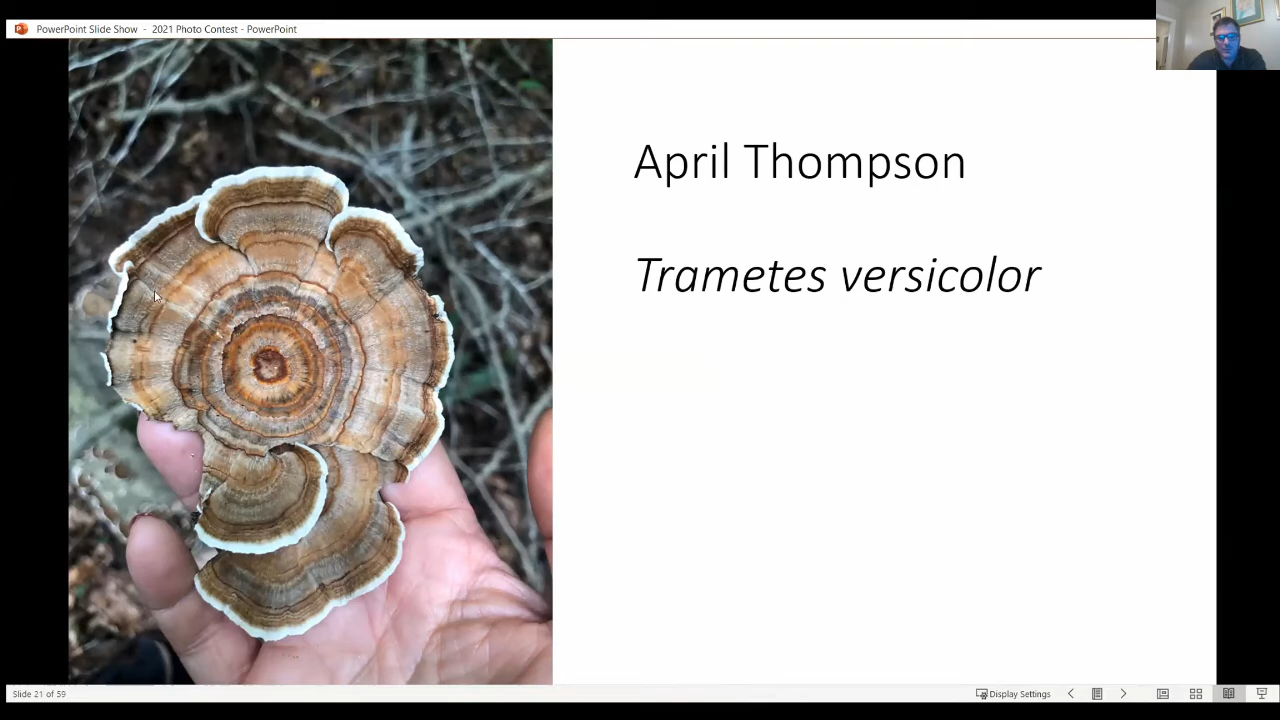 PowerPoint Slide Show - 2021 Photo Contest - PowerPoint
April Thompson
Trametes versicolor
Slide 21 of 59
Display Settings